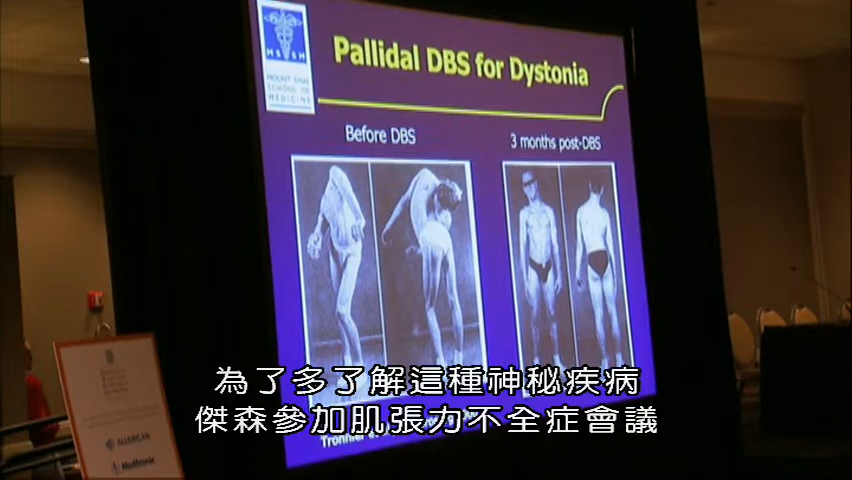 MSSM
MOUNT SINAI
SCHOOL OF
MEDICINE
Pallidal DBS for Dystonia
Before DBS
3 months post-DBS
為了多了解這種神秘疾病
傑森參加肌張力不全症會議
ALLERGAN
Medtronic